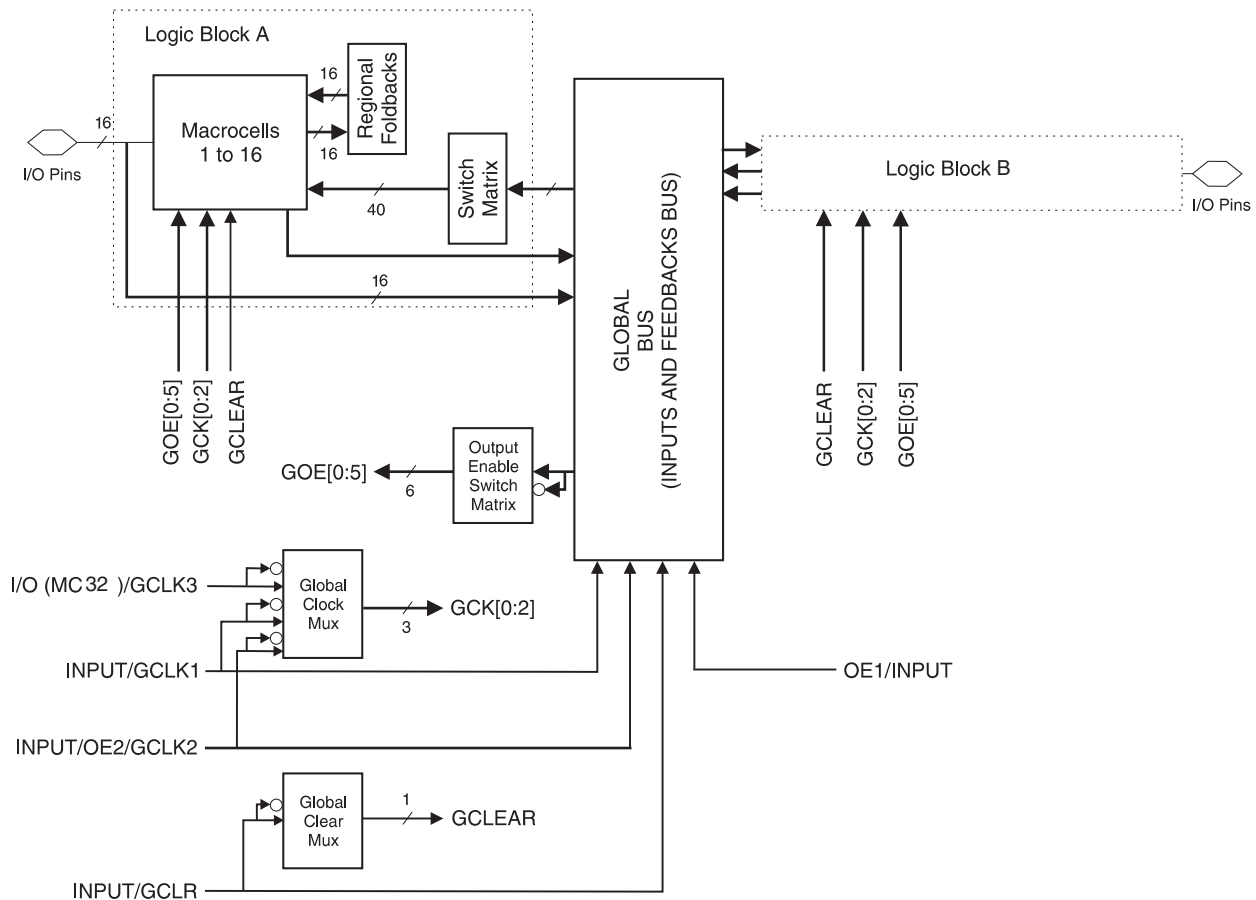 Logic Block A
16
Regional
Foldbacks
Macrocells
1 to 16
16
16
I/O Pins
Switch
Matrix
40
16
GOE[0:5]
GCK[0:2]
GCLEAR
GLOBAL
BUS
(INPUTS AND FEEDBACKS BUS)
Logic Block B
I/O Pins
GCLEAR
GCK[0:2]
GOE[0:5]
Output
Enable
Switch
Matrix
GOE[0:5]
6
I/O (MC32 )/GCLK3
Global
Clock
Mux
3
GCK[0:2]
INPUT/GCLK1
OE1/INPUT
INPUT/OE2/GCLK2
Global
Clear
Mux
1
GCLEAR
INPUT/GCLR